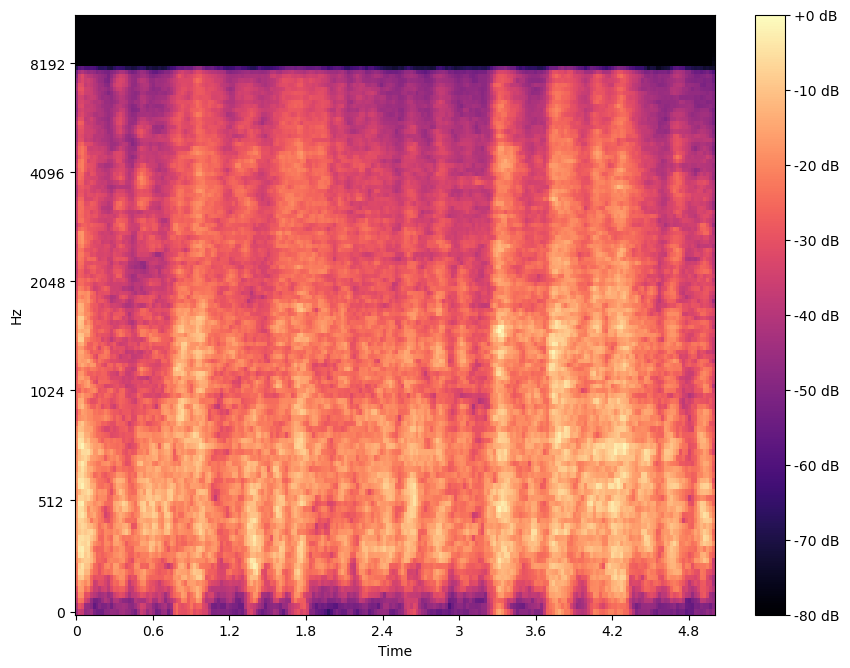 +0 dB
8192
-10 dB
4096
-20 dB
-30 dB
2048
Hz
-40 dB
1024
-50 dB
-60 dB
512
-70 dB
0
-80 dB
0 0.6 1.2 1.8 2.4 3 3.6 4.2 4.8
Time